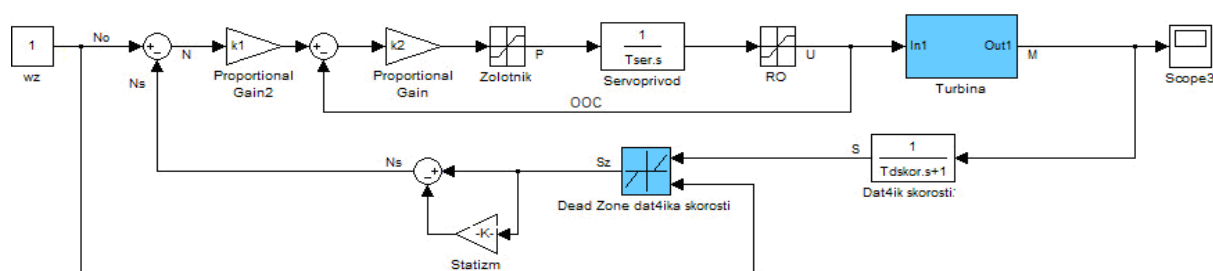 1
wz
No
Ns
N
k1
Proportional
Gain2
k2
Proportional
Gain
Zolotnik
P
1
Tser.s
Servoprivod
RO
U
In1
Out1
Turbina
M
Scope3
OOC
Ns
Sz
S
1
Tdskor.s+1
Dat4ik skorosti1
Dead Zone dat4ika skorosti
-K-
Statizm